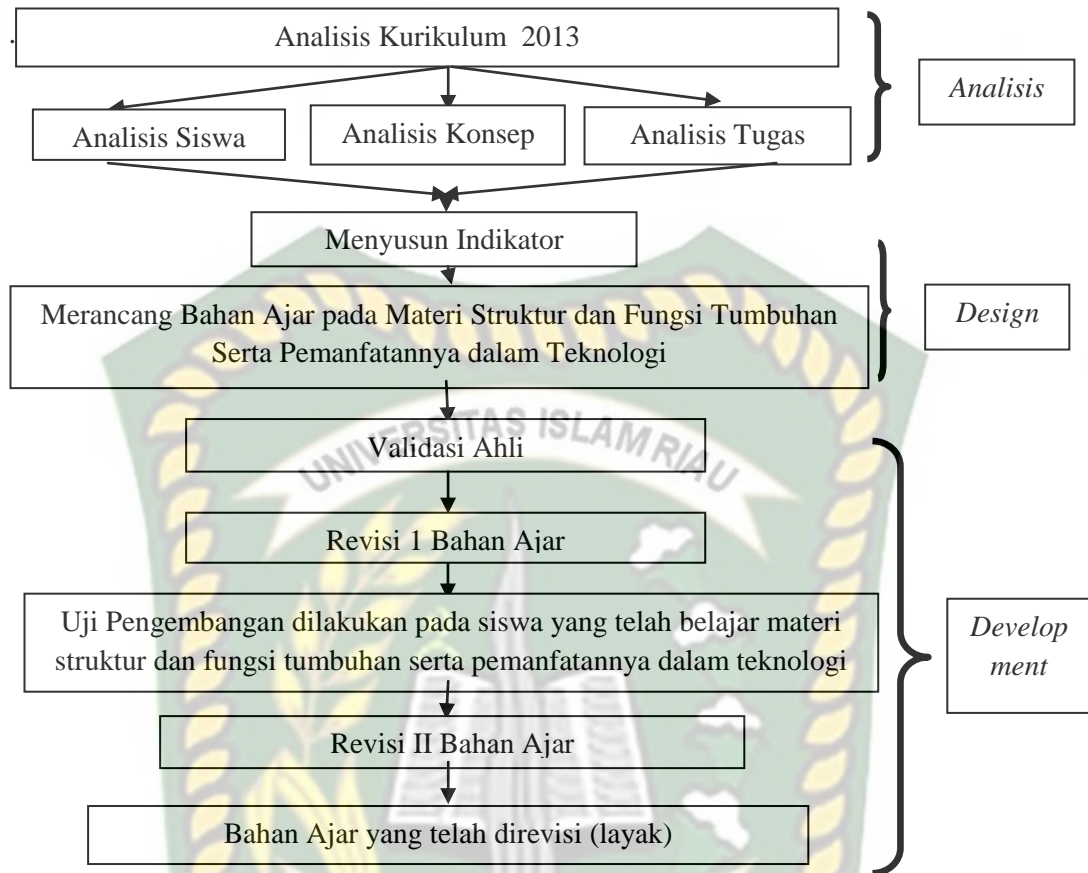 .
Analisis Kurikulum 2013
Analisis
Analisis Siswa
Analisis Konsep
Analisis Tugas
Menyusun Indikator
Merancang Bahan Ajar pada Materi Struktur dan Fungsi Tumbuhan
Serta Pemanfatannya dalam Teknologi
Design
UNIVERSITAS ISLAM RIAU
Validasi Ahli
Revisi 1 Bahan Ajar
Uji Pengembangan dilakukan pada siswa yang telah belajar materi
struktur dan fungsi tumbuhan serta pemanfatannya dalam teknologi
Develop
ment
Revisi II Bahan Ajar
Bahan Ajar yang telah direvisi (layak)